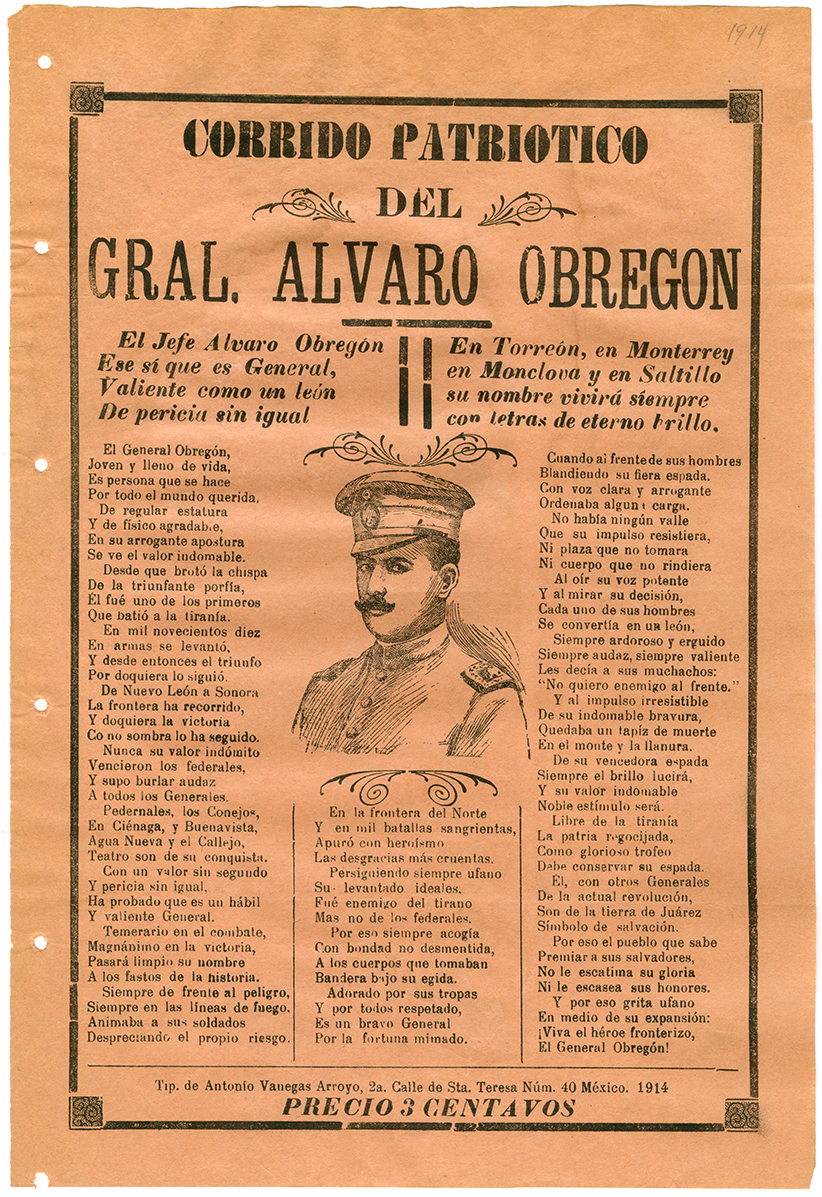 1914
CORRIDO PATRIOTICO
DEL
GRAL. ALVARO OBREGON
El Jefe Alvaro Obregón
Ese sí que es General,
Valiente como un león
De pericia sin igual
En Torreón, en Monterrey
en Monclova y en Saltillo
su nombre vivirá siempre
con letras de eterno brillo.
El General Obregón,
Joven y lleno de vida,
Es persona que se hace
Por todo el mundo querida,
De regular estatura
Y de físico agradable,
En su arrogante apostura
Se ve el valor indomable.
Desde que brotó la chispa
De la triunfante porfía,
Él fué uno de los primeros
Que batió a la tiranía.
En mil novecientos diez
En armas se levantó,
Y desde entonces el triunfo
Por doquiera lo siguió.
De Nuevo León a Sonora
La frontera ha recorrido,
Y doquiera la victoria
Co no sombra lo ha seguido.
Nunca su valor indómito
Vencieron los federales,
Y supo burlar audaz
A todos los Generales.
Pedernales, los Conejos,
En Ciénaga, y Buenavista,
Agua Nueva y el Callejo,
Teatro son de su conquista.
Con un valor sin segundo
Y pericia sin igual,
Ha probado que es un hábil
Y valiente General.
Temerario en el combate,
Magnánimo en la victoria,
Pasará limpio su nombre
A los fastos de la historia.
Siempre de frente al peligro,
Siempre en las líneas de fuego.
Animaba a sus soldados
Despreciando el propio riesgo.
En la frontera del Norte
Y en mil batallas sangrientas,
Apuró con heroísmo
Las desgracias más cruentas.
Persiguiendo siempre ufano
Su levantado ideales.
Fué enemigo del tirano
Mas no de los federales.
Por eso siempre acogía
Con bondad no desmentida,
A los cuerpos que tomaban
Bandera bajo su egida.
Adorado por sus tropas
Y por todos respetado,
Es un bravo General
Por la fortuna mimado.
Cuando al frente de sus hombres
Blandiendo su fiera espada.
Con voz clara y arrogante
Ordenaba alguna carga.
No había ningún valle
Que su impulso resistiera,
Ni plaza que no tomara
Ni cuerpo que no rindiera
Al oír su voz potente
Y al mirar su decisión,
Cada uno de sus hombres
Se convertía en un león,
Siempre ardoroso y erguido
Siempre audaz, siempre valiente
Les decía a sus muchachos:
"No quiero enemigo al frente."
Y al impulso irresistible
De su indomable bravura,
Quedaba un tapiz de muerte
En el monte y la llanura.
De su vencedora espada
Siempre el brillo lucirá,
Y su valor indomable
Noble estímulo será.
Libre de la tiranía
La patria regocijada,
Como glorioso trofeo
Debe conservar su espada.
El, con otros Generales
De la actual revolución,
Son de la tierra de Juárez
Símbolo de salvación.
Por eso el pueblo que sabe
Premiar a sus salvadores,
No le escatima su gloria
Ni le escasea sus honores.
Y por eso grita ufano
En medio de su expansión:
¡Viva el héroe fronterizo,
El General Obregón!
Tip. de Antonio Vanegas Arroyo, 2a. Calle de Sta. Teresa Núm. 40 México. 1914
PRECIO 3 CENTAVOS